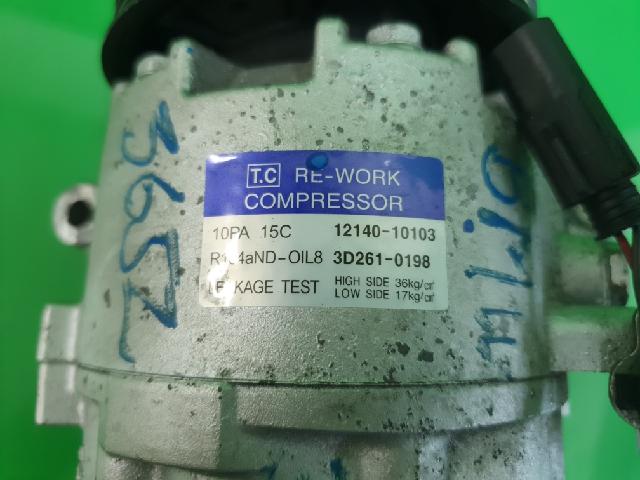 T.C RE-WORK
COMPRESSOR
10PA 15C 12140-10103
R134aND-OIL8 3D261-0198
LEAKAGE TEST HIGH SIDE 36kg/cm²
LOW SIDE 17kg/cm²
3652